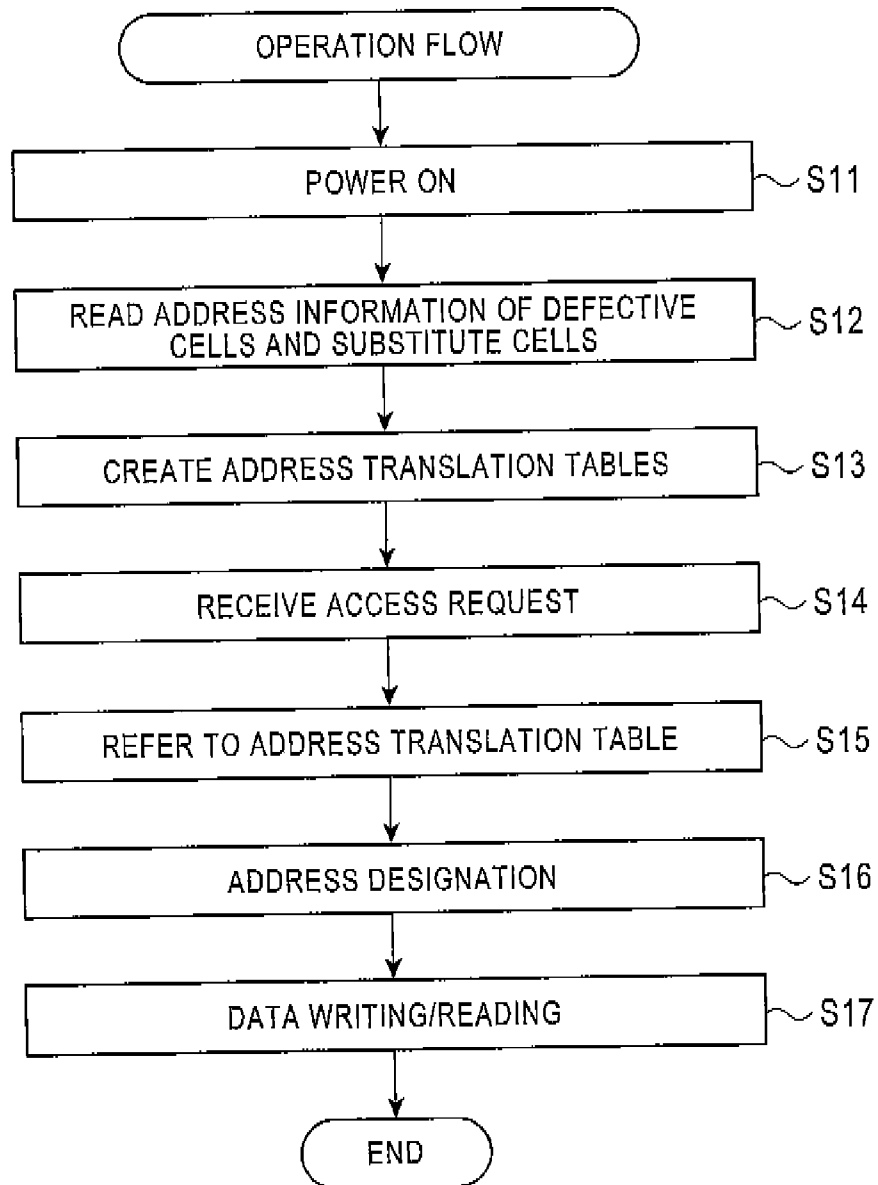 OPERATION FLOW
POWER ON
S11
READ ADDRESS INFORMATION OF DEFECTIVE
CELLS AND SUBSTITUTE CELLS
S12
CREATE ADDRESS TRANSLATION TABLES
S13
RECEIVE ACCESS REQUEST
S14
REFER TO ADDRESS TRANSLATION TABLE
S15
ADDRESS DESIGNATION
S16
DATA WRITING/READING
S17
END